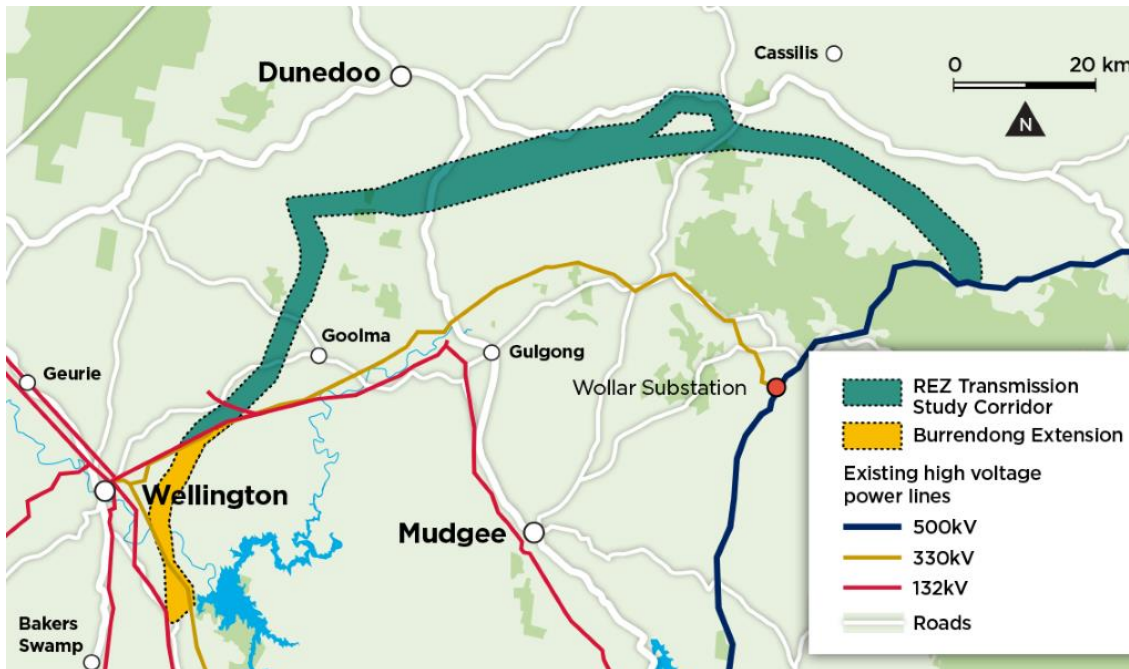 Cassilis
Dunedoo
0 20 km
N
Goolma
Gulgong
Geurie
Wollar Substation
Wellington
Mudgee
Bakers
Swamp
REZ Transmission
Study Corridor
Burrendong Extension
Existing high voltage
power lines
500kV
330kV
132kV
Roads